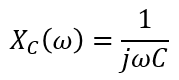 X_C(ω) = 1/(jωC)